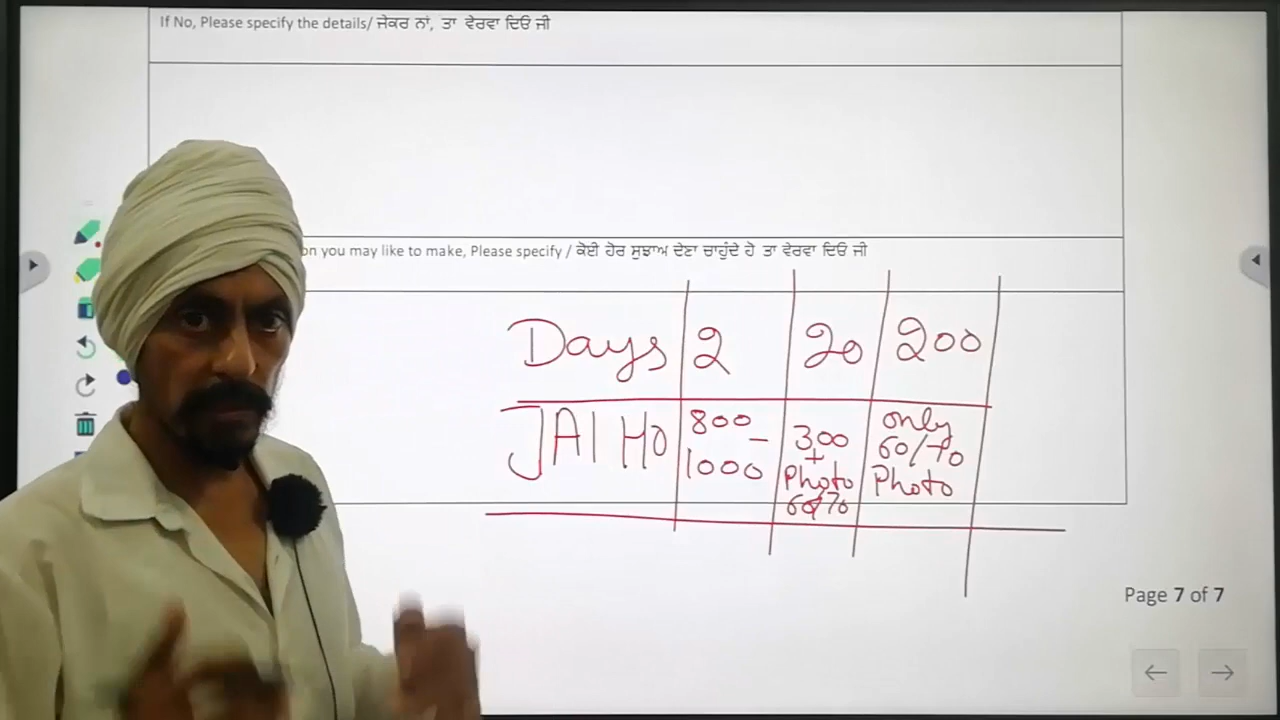 If No, Please specify the details/ ਜੇਕਰ ਨਾਂ, ਤਾ ਵੇਰਵਾ ਦਿਓ ਜੀ
on you may like to make, Please specify / ਕੋਈ ਹੋਰ ਸੁਝਾਅ ਦੇਣਾ ਚਾਹੁੰਦੇ ਹੋ ਤਾ ਵੇਰਵਾ ਦਿਓ ਜੀ
Days 2 20 200
JAI HO
800 - 1000
300
+
Photo
60/70
only
60/70
Photo
Page 7 of 7